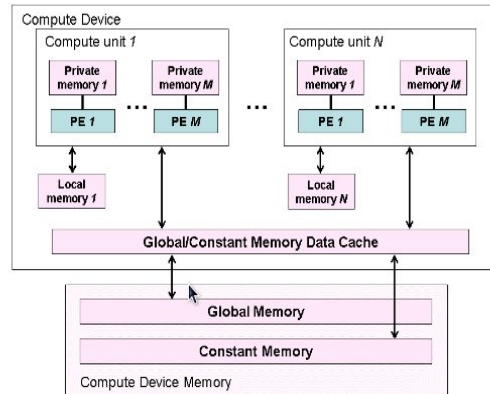 Compute Device
Compute unit 1
Compute unit N
Private
memory 1
Private
memory M
Private
memory 1
Private
memory M
...
...
...
PE 1
PE M
PE 1
PE M
Local
memory 1
Local
memory N
Global/Constant Memory Data Cache
Global Memory
Constant Memory
Compute Device Memory